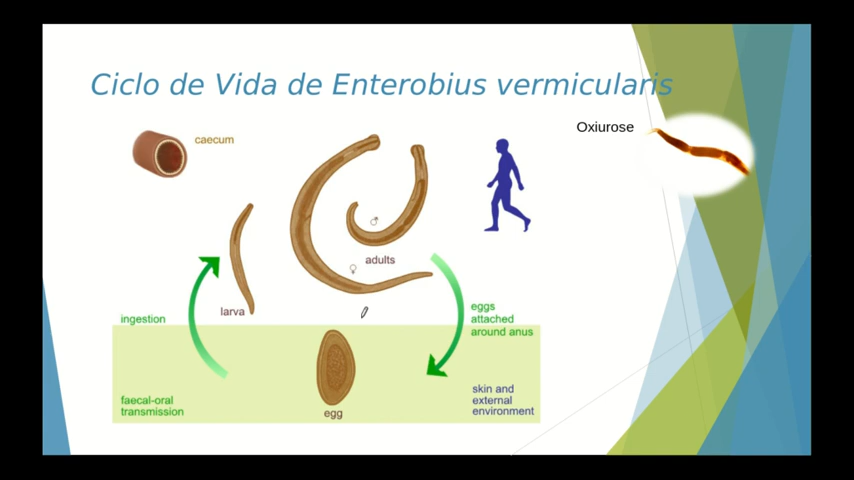 Ciclo de Vida de Enterobius vermicularis
Oxiurose
caecum
♂
adults
♀
larva
ingestion
eggs
attached
around anus
faecal-oral
transmission
egg
skin and
external
environment